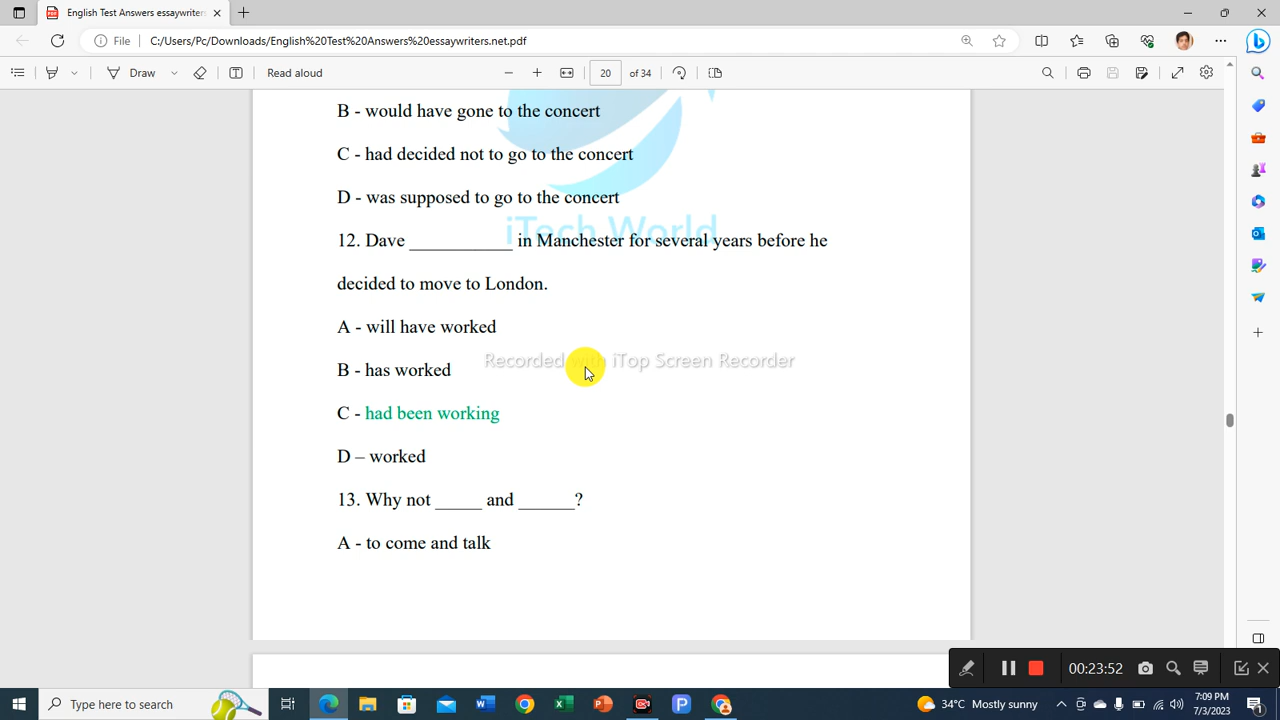 English Test Answers essaywriter
File
C:/Users/Pc/Downloads/English%20Test%20Answers%20essaywriters.net.pdf
Draw
Read aloud
20
of 34
B - would have gone to the concert
C - had decided not to go to the concert
D - was supposed to go to the concert
iTech World
12. Dave ___________ in Manchester for several years before he
decided to move to London.
A - will have worked
Recorded with iTop Screen Recorder
B - has worked
C - had been working
D – worked
13. Why not _____ and ______?
A - to come and talk
00:23:52
Type here to search
34°C Mostly sunny
7:09 PM
7/3/2023